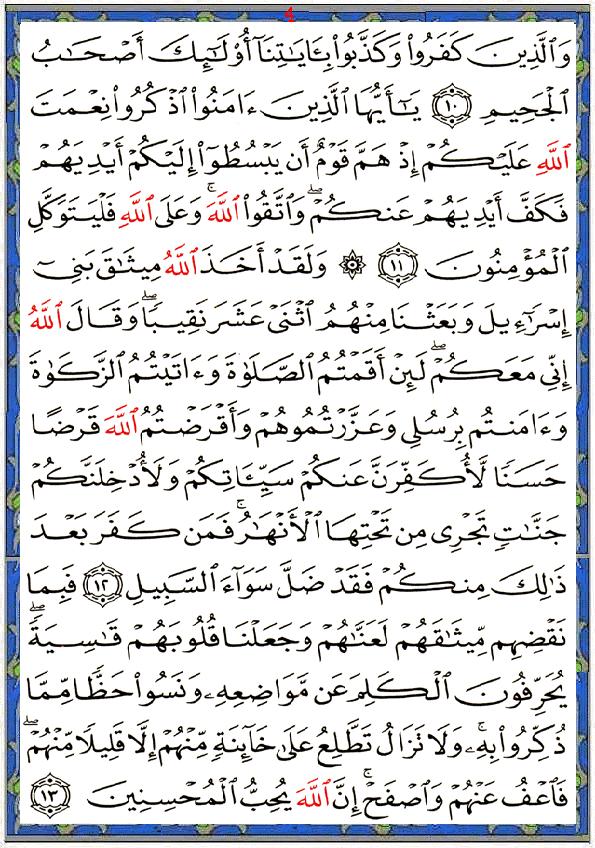 4
وَٱلَّذِينَ كَفَرُوا۟ وَكَذَّبُوا۟ بِـَٔايَـٰتِنَآ أُو۟لَـٰٓئِكَ أَصْحَـٰبُ
ٱلْجَحِيمِ ١٠ يَـٰٓأَيُّهَا ٱلَّذِينَ ءَامَنُوا۟ ٱذْكُرُوا۟ نِعْمَتَ
ٱللَّهِ عَلَيْكُمْ إِذْ هَمَّ قَوْمٌ أَن يَبْسُطُوٓا۟ إِلَيْكُمْ أَيْدِيَهُمْ
فَكَفَّ أَيْدِيَهُمْ عَنكُمْ ۖ وَٱتَّقُوا۟ ٱللَّهَ ۚ وَعَلَى ٱللَّهِ فَلْيَتَوَكَّلِ
ٱلْمُؤْمِنُونَ ١١ ۞ وَلَقَدْ أَخَذَ ٱللَّهُ مِيثَـٰقَ بَنِىٓ
إِسْرَٰٓءِيلَ وَبَعَثْنَا مِنْهُمُ ٱثْنَىْ عَشَرَ نَقِيبًا ۖ وَقَالَ ٱللَّهُ
إِنِّى مَعَكُمْ ۖ لَئِنْ أَقَمْتُمُ ٱلصَّلَوٰةَ وَءَاتَيْتُمُ ٱلزَّكَوٰةَ
وَءَامَنتُم بِرُسُلِى وَعَزَّرْتُمُوهُمْ وَأَقْرَضْتُمُ ٱللَّهَ قَرْضًا
حَسَنًا لَّأُكَفِّرَنَّ عَنكُمْ سَيِّـَٔاتِكُمْ وَلَأُدْخِلَنَّكُمْ
جَنَّـٰتٍ تَجْرِى مِن تَحْتِهَا ٱلْأَنْهَـٰرُ ۚ فَمَن كَفَرَ بَعْدَ
ذَٰلِكَ مِنكُمْ فَقَدْ ضَلَّ سَوَآءَ ٱلسَّبِيلِ ١٢ فَبِمَا
نَقْضِهِم مِّيثَـٰقَهُمْ لَعَنَّـٰهُمْ وَجَعَلْنَا قُلُوبَهُمْ قَـٰسِيَةً ۖ
يُحَرِّفُونَ ٱلْكَلِمَ عَن مَّوَاضِعِهِۦ ۙ وَنَسُوا۟ حَظًّا مِّمَّا
ذُكِّرُوا۟ بِهِۦ ۚ وَلَا تَزَالُ تَطَّلِعُ عَلَىٰ خَآئِنَةٍ مِّنْهُمْ إِلَّا قَلِيلًا مِّنْهُمْ ۖ
فَٱعْفُ عَنْهُمْ وَٱصْفَحْ ۚ إِنَّ ٱللَّهَ يُحِبُّ ٱلْمُحْسِنِينَ ١٣